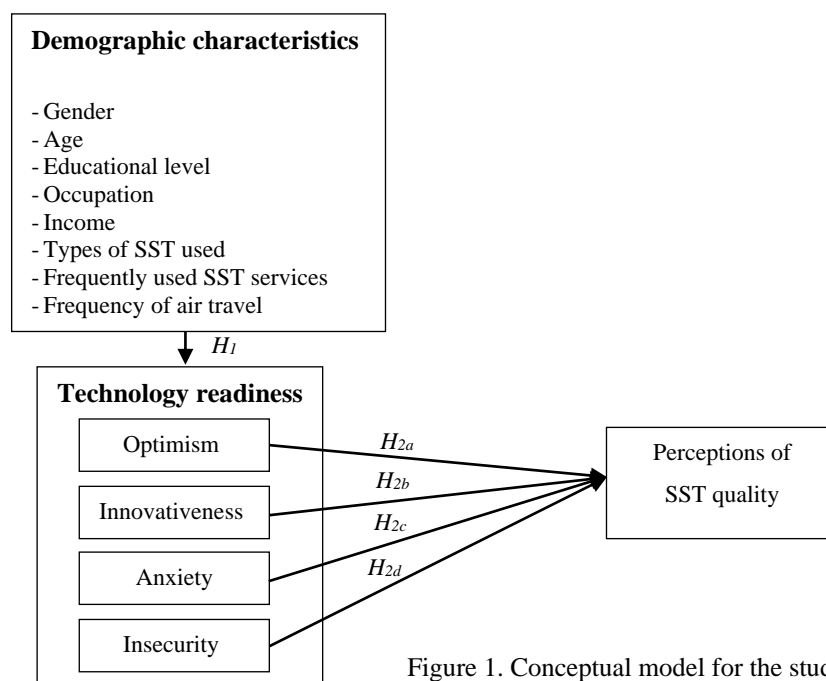 Demographic characteristics
- Gender
- Age
- Educational level
- Occupation
- Income
- Types of SST used
- Frequently used SST services
- Frequency of air travel
H1
Technology readiness
Optimism
Innovativeness
Anxiety
Insecurity
H2a
H2b
H2c
H2d
Perceptions of
SST quality
Figure 1. Conceptual model for the stud